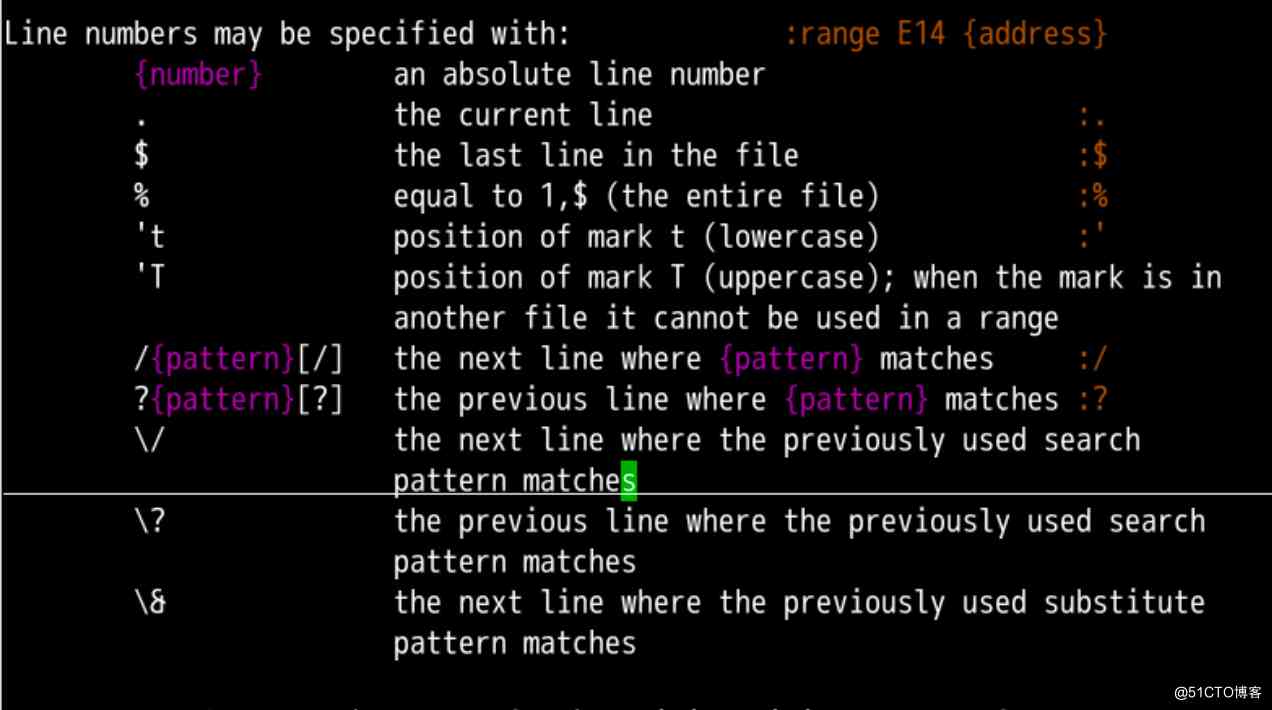 Line numbers may be specified with: :range E14 {address}
{number} an absolute line number
. the current line :.
$ the last line in the file :$
% equal to 1,$ (the entire file) :%
't position of mark t (lowercase) :'
'T position of mark T (uppercase); when the mark is in
another file it cannot be used in a range
/{pattern}[/] the next line where {pattern} matches :/
?{pattern}[?] the previous line where {pattern} matches :?
\/ the next line where the previously used search
pattern matches
\? the previous line where the previously used search
pattern matches
\& the next line where the previously used substitute
pattern matches
@51CTO博客